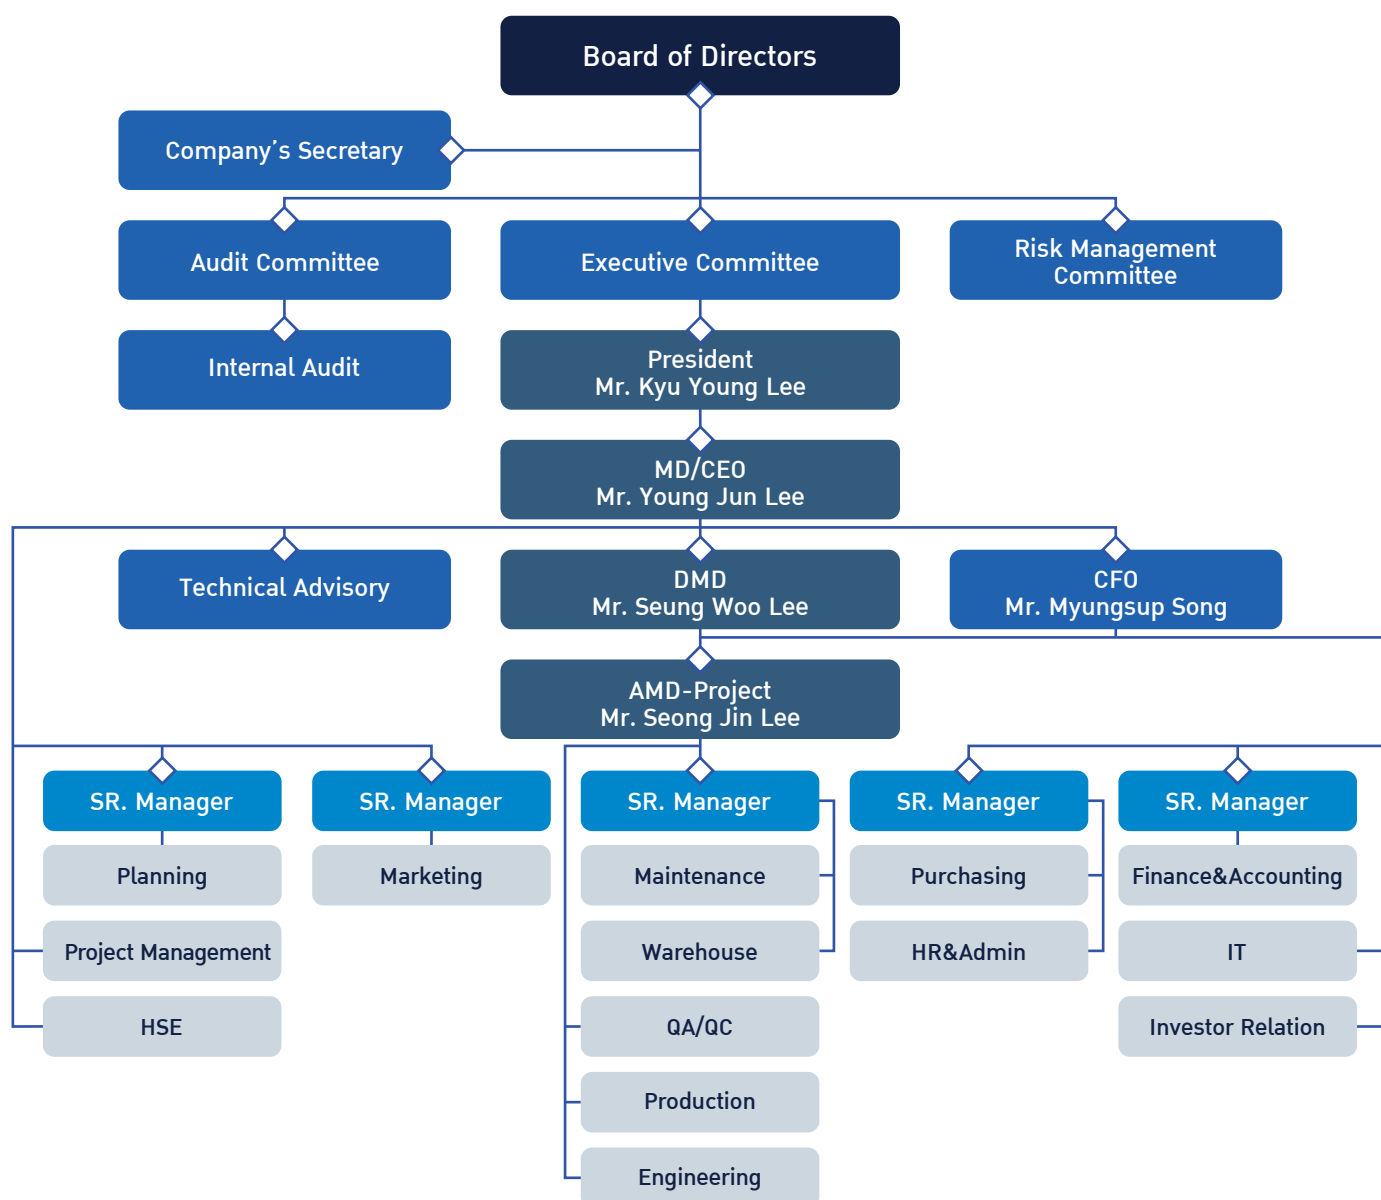 Board of Directors
Company’s Secretary
Audit Committee
Executive Committee
Risk Management
Committee
Internal Audit
President
Mr. Kyu Young Lee
MD/CEO
Mr. Young Jun Lee
Technical Advisory
DMD
Mr. Seung Woo Lee
CFO
Mr. Myungsup Song
AMD-Project
Mr. Seong Jin Lee
SR. Manager
SR. Manager
SR. Manager
SR. Manager
SR. Manager
Planning
Marketing
Maintenance
Purchasing
Finance&Accounting
Project Management
Warehouse
HR&Admin
IT
HSE
QA/QC
Investor Relation
Production
Engineering